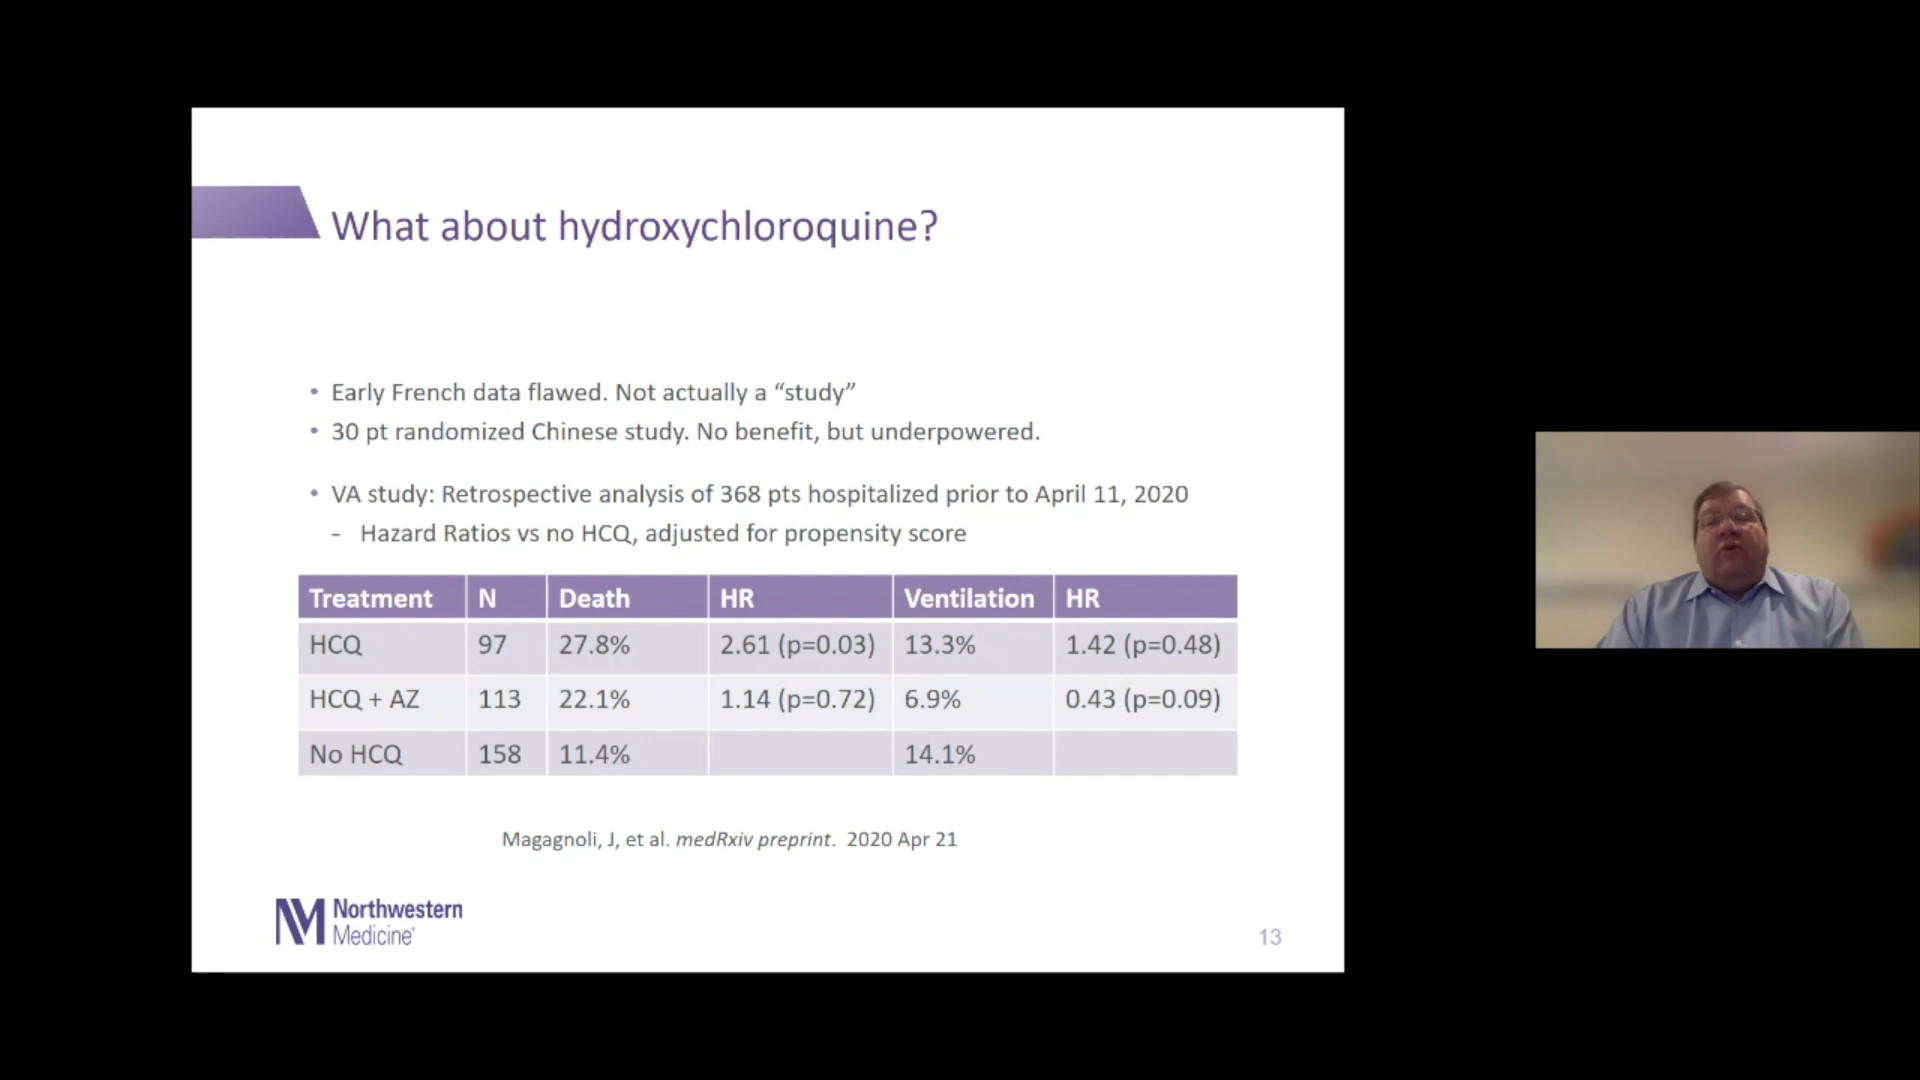 What about hydroxychloroquine?
• Early French data flawed. Not actually a “study”
• 30 pt randomized Chinese study. No benefit, but underpowered.
• VA study: Retrospective analysis of 368 pts hospitalized prior to April 11, 2020
- Hazard Ratios vs no HCQ, adjusted for propensity score
Treatment N Death HR Ventilation HR
HCQ 97 27.8% 2.61 (p=0.03) 13.3% 1.42 (p=0.48)
HCQ + AZ 113 22.1% 1.14 (p=0.72) 6.9% 0.43 (p=0.09)
No HCQ 158 11.4% 14.1%
Magagnoli, J, et al. medRxiv preprint. 2020 Apr 21
NM Northwestern
Medicine®
13